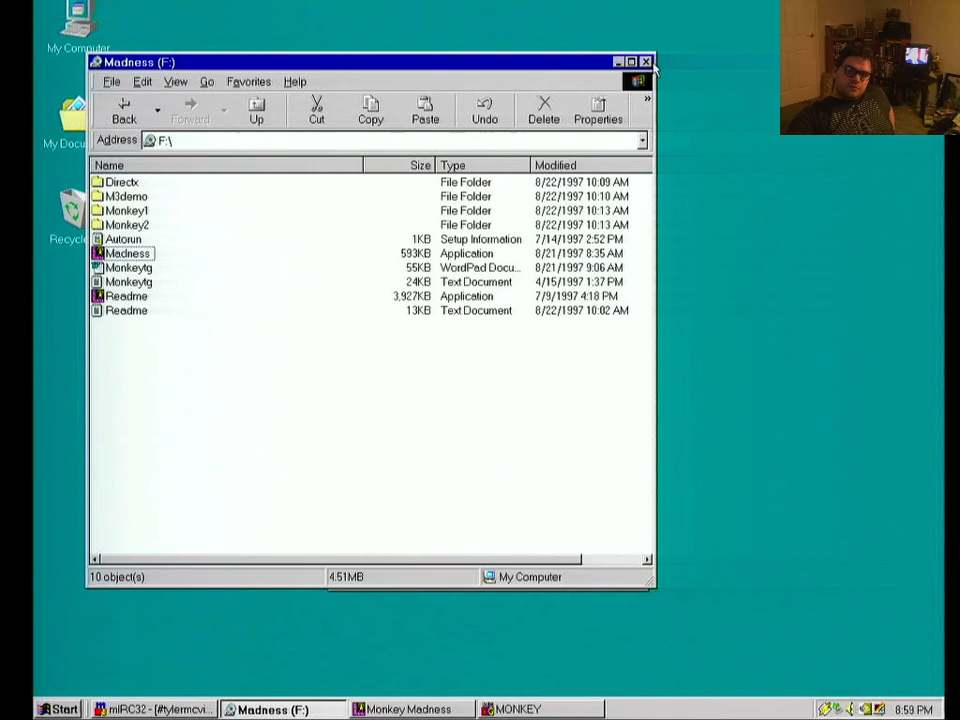 My Computer
Madness (F:)
File Edit View Go Favorites Help
Back Forward Up Cut Copy Paste Undo Delete Properties »
Address F:\
Name Size Type Modified
Directx File Folder 8/22/1997 10:09 AM
M3demo File Folder 8/22/1997 10:10 AM
Monkey1 File Folder 8/22/1997 10:13 AM
Monkey2 File Folder 8/22/1997 10:13 AM
Autorun 1KB Setup Information 7/14/1997 2:52 PM
Madness 593KB Application 8/21/1997 8:35 AM
Monkeytg 55KB WordPad Docu... 8/21/1997 9:06 AM
Monkeytg 24KB Text Document 4/15/1997 1:37 PM
Readme 3,927KB Application 7/9/1997 4:18 PM
Readme 13KB Text Document 8/22/1997 10:02 AM
My Docu
Recycle
10 object(s) 4.51MB My Computer
Start mIRC32 - [#tylermcvi... Madness (F:) Monkey Madness MONKEY 8:59 PM